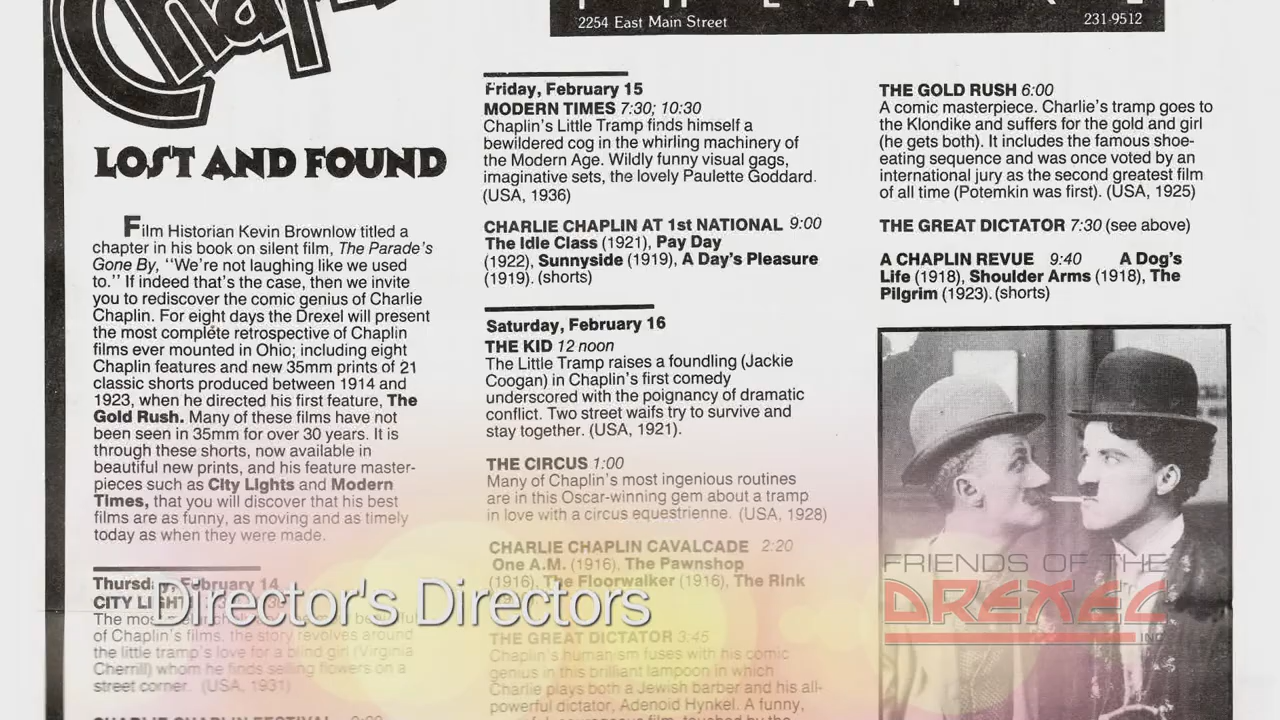 Chapl
THEATRE
2254 East Main Street
231-9512
LOST AND FOUND
Film Historian Kevin Brownlow titled a
chapter in his book on silent film, The Parade's
Gone By, "We're not laughing like we used
to." If indeed that's the case, then we invite
you to rediscover the comic genius of Charlie
Chaplin. For eight days the Drexel will present
the most complete retrospective of Chaplin
films ever mounted in Ohio; including eight
Chaplin features and new 35mm prints of 21
classic shorts produced between 1914 and
1923, when he directed his first feature, The
Gold Rush. Many of these films have not
been seen in 35mm for over 30 years. It is
through these shorts, now available in
beautiful new prints, and his feature master-
pieces such as City Lights and Modern
Times, that you will discover that his best
films are as funny, as moving and as timely
today as when they were made.
Thursday, February 14
CITY LIGHT
The mos
of Chaplin's films, the story revolves around
the little tramp's love for a blind girl (Virginia
Cherrill) whom he finds selling flowers on a
street corner. (USA, 1931)
CHARLIE CHAPLIN FESTIVAL
Friday, February 15
MODERN TIMES 7:30; 10:30
Chaplin's Little Tramp finds himself a
bewildered cog in the whirling machinery of
the Modern Age. Wildly funny visual gags,
imaginative sets, the lovely Paulette Goddard.
(USA, 1936)
CHARLIE CHAPLIN AT 1st NATIONAL 9:00
The Idle Class (1921), Pay Day
(1922), Sunnyside (1919), A Day's Pleasure
(1919). (shorts)
Saturday, February 16
THE KID 12 noon
The Little Tramp raises a foundling (Jackie
Coogan) in Chaplin's first comedy
underscored with the poignancy of dramatic
conflict. Two street waifs try to survive and
stay together. (USA, 1921).
THE CIRCUS 1:00
Many of Chaplin's most ingenious routines
are in this Oscar-winning gem about a tramp
in love with a circus equestrienne. (USA, 1928)
CHARLIE CHAPLIN CAVALCADE 2:20
One A.M. (1916), The Pawnshop
(1916), The Floorwalker (1916), The Rink
THE GREAT DICTATOR 3:45
Chaplin's humanism fuses with his comic
genius in this brilliant lampoon in which
Charlie plays both a Jewish barber and his all-
powerful dictator, Adenoid Hynkel. A funny,
THE GOLD RUSH 6:00
A comic masterpiece. Charlie's tramp goes to
the Klondike and suffers for the gold and girl
(he gets both). It includes the famous shoe-
eating sequence and was once voted by an
international jury as the second greatest film
of all time (Potemkin was first). (USA, 1925)
THE GREAT DICTATOR 7:30 (see above)
A CHAPLIN REVUE 9:40 A Dog's
Life (1918), Shoulder Arms (1918), The
Pilgrim (1923). (shorts)
Director's Directors
FRIENDS OF THE
DREXEL
INC